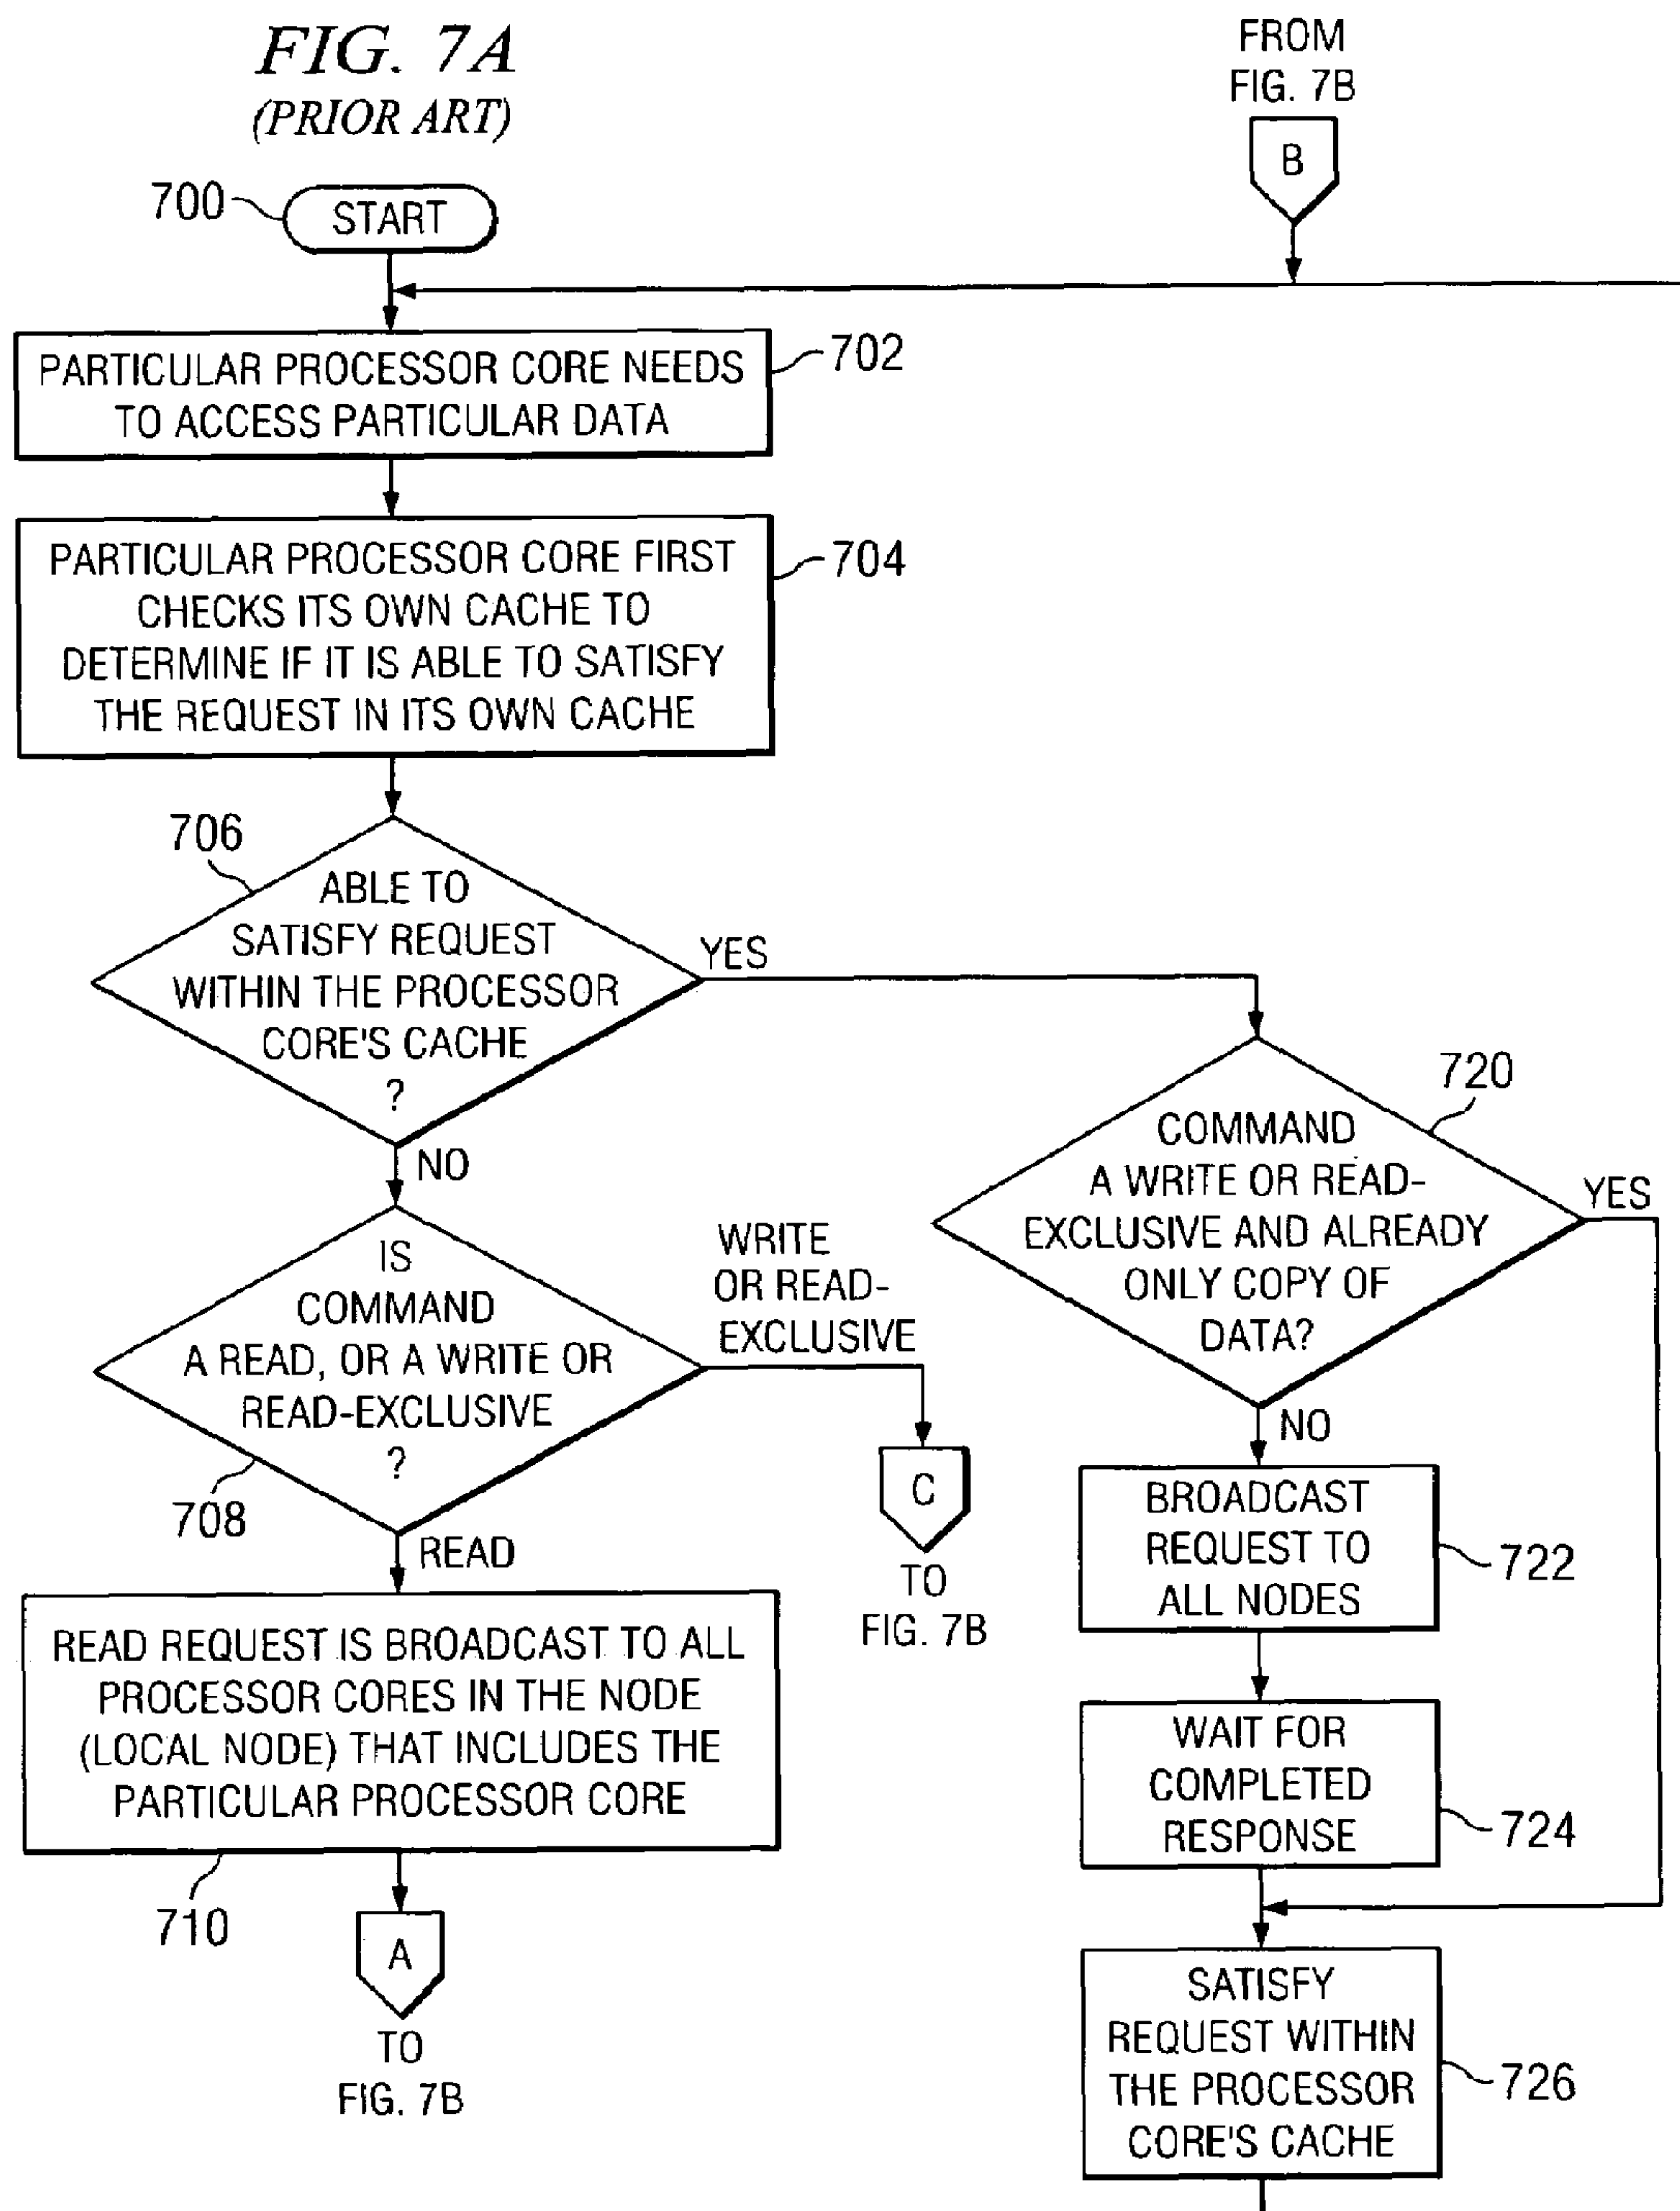 FIG. 7A
(PRIOR ART)
FROM
FIG. 7B
B
700
START
PARTICULAR PROCESSOR CORE NEEDS
TO ACCESS PARTICULAR DATA
702
PARTICULAR PROCESSOR CORE FIRST
CHECKS ITS OWN CACHE TO
DETERMINE IF IT IS ABLE TO SATISFY
THE REQUEST IN ITS OWN CACHE
704
706
ABLE TO
SATISFY REQUEST
WITHIN THE PROCESSOR
CORE'S CACHE
?
YES
NO
IS
COMMAND
A READ, OR A WRITE OR
READ-EXCLUSIVE
?
708
WRITE
OR READ-
EXCLUSIVE
C
TO
FIG. 7B
READ
READ REQUEST IS BROADCAST TO ALL
PROCESSOR CORES IN THE NODE
(LOCAL NODE) THAT INCLUDES THE
PARTICULAR PROCESSOR CORE
710
A
TO
FIG. 7B
720
COMMAND
A WRITE OR READ-
EXCLUSIVE AND ALREADY
ONLY COPY OF
DATA?
YES
NO
BROADCAST
REQUEST TO
ALL NODES
722
WAIT FOR
COMPLETED
RESPONSE
724
SATISFY
REQUEST WITHIN
THE PROCESSOR
CORE'S CACHE
726